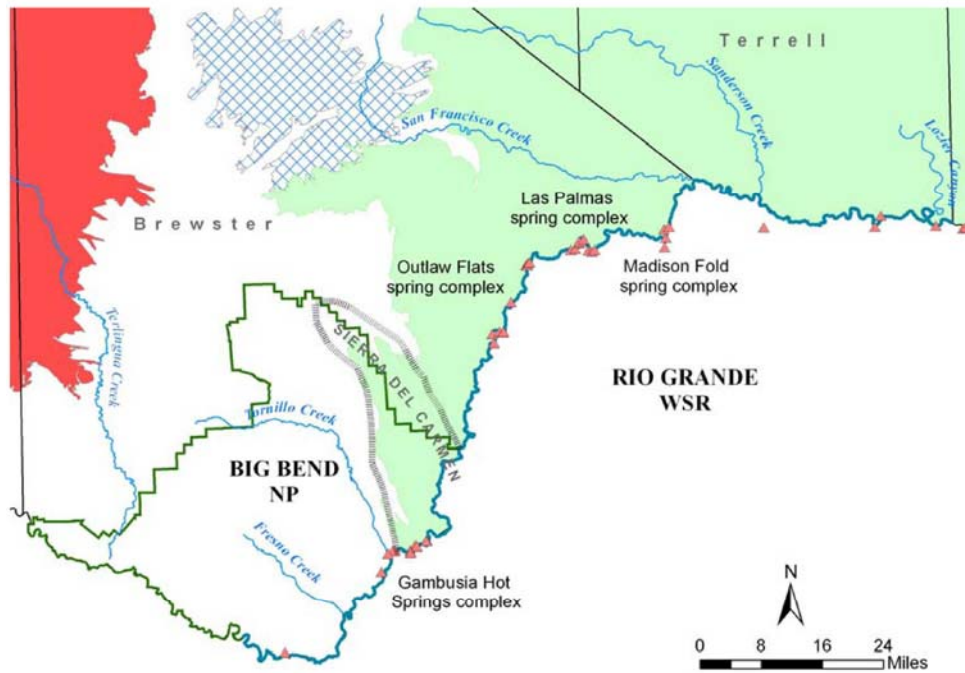 Terrell
Sanderson Creek
Lozier Canyon
San Francisco Creek
Las Palmas
spring complex
Brewster
Outlaw Flats
spring complex
Madison Fold
spring complex
Terlingua Creek
SIERRA DEL CARMEN
RIO GRANDE
WSR
Tornillo Creek
BIG BEND
NP
Fresno Creek
Gambusia Hot
Springs complex
N
0 8 16 24
Miles